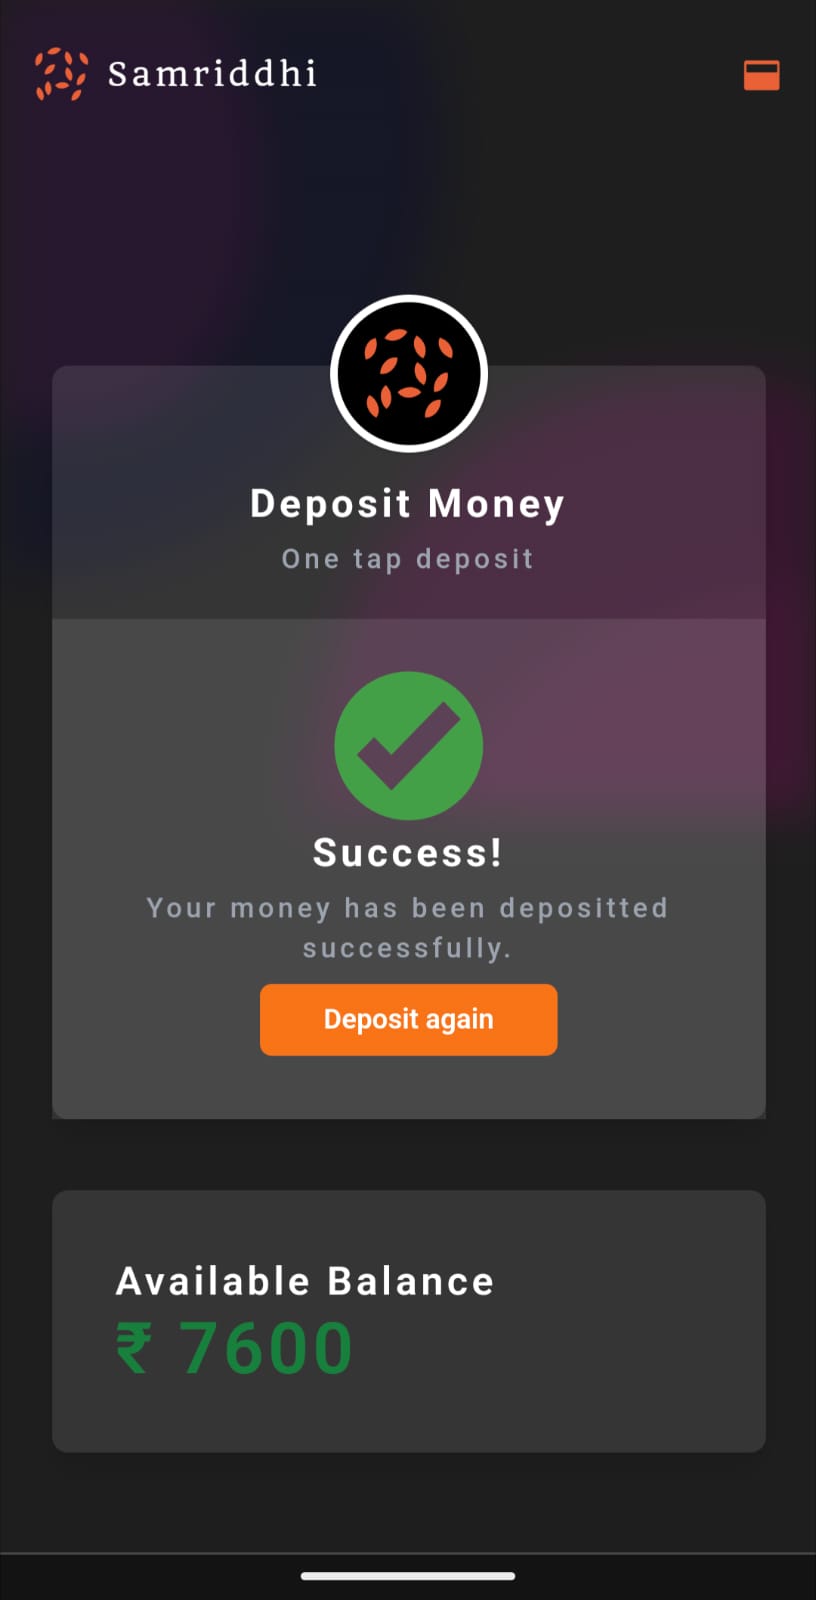 Samriddhi
Deposit Money
One tap deposit
Success!
Your money has been depositted
successfully.
Deposit again
Available Balance
₹ 7600